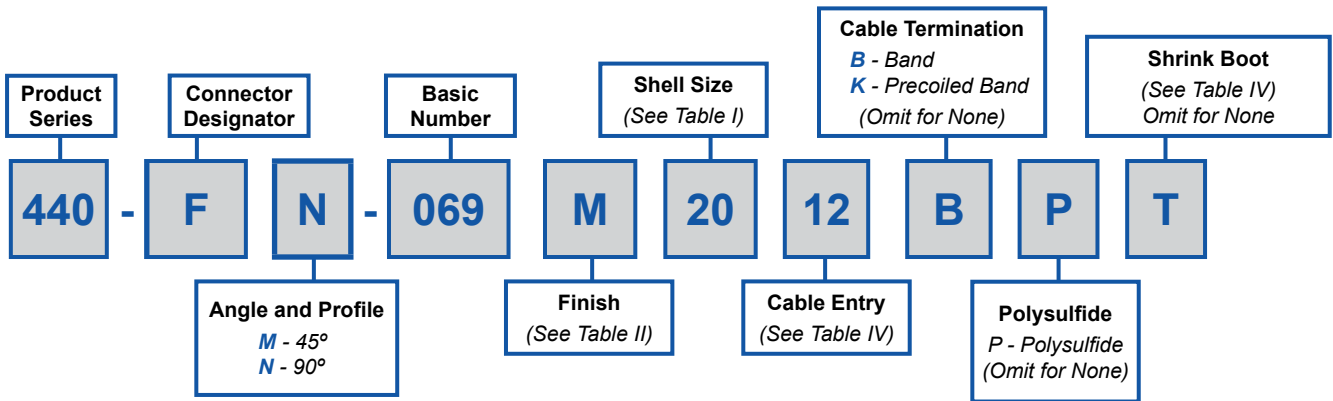 Product
Series
Connector
Designator
Basic
Number
Shell Size
(See Table I)
Cable Termination
B - Band
K - Precoiled Band
(Omit for None)
Shrink Boot
(See Table IV)
Omit for None
440 - F N - 069 M 20 12 B P T
Angle and Profile
M - 45º
N - 90º
Finish
(See Table II)
Cable Entry
(See Table IV)
Polysulfide
P - Polysulfide
(Omit for None)